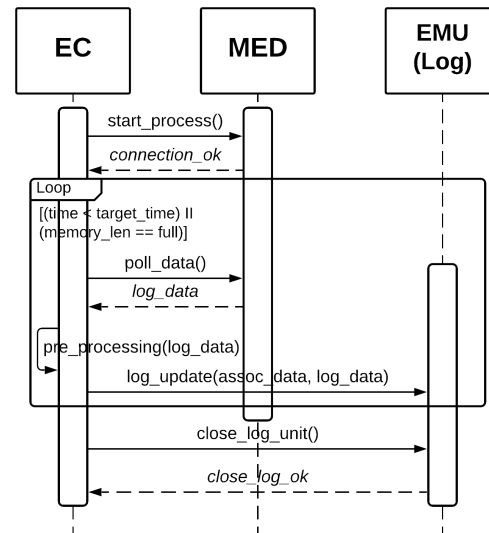 EC
MED
EMU
(Log)
start_process()
connection_ok
Loop
[(time < target_time) II
(memory_len == full)]
poll_data()
log_data
pre_processing(log_data)
log_update(assoc_data, log_data)
close_log_unit()
close_log_ok